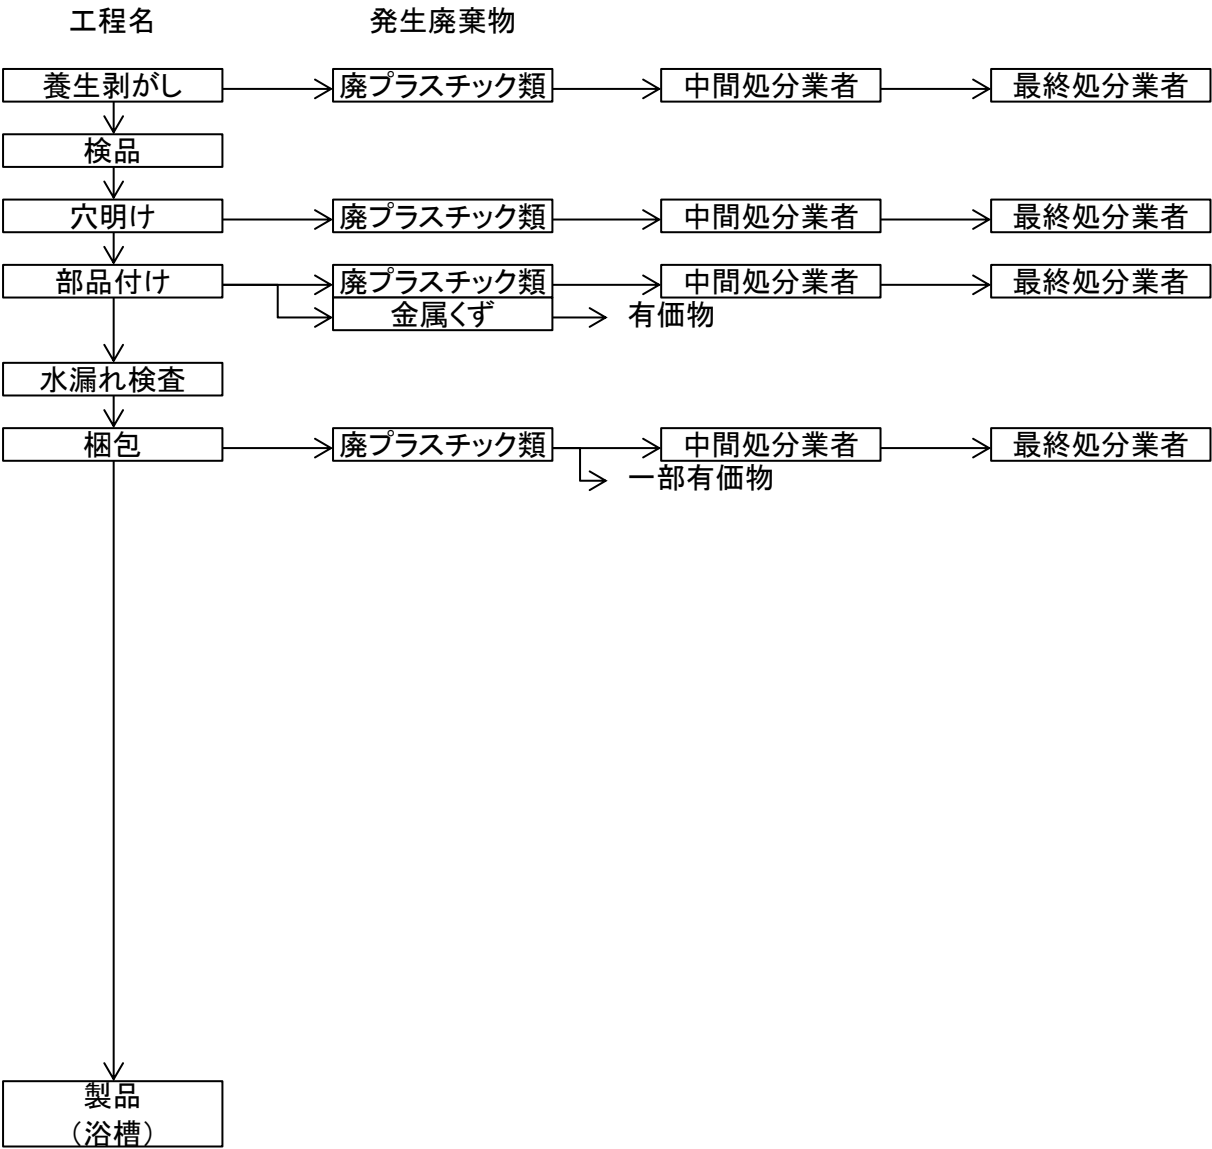 工程名 発生廃棄物
養生剥がし 廃プラスチック類 中間処分業者 最終処分業者
検品
穴明け 廃プラスチック類 中間処分業者 最終処分業者
部品付け 廃プラスチック類 中間処分業者 最終処分業者
金属くず 有価物
水漏れ検査
梱包 廃プラスチック類 中間処分業者 最終処分業者
一部有価物
製品
（浴槽）